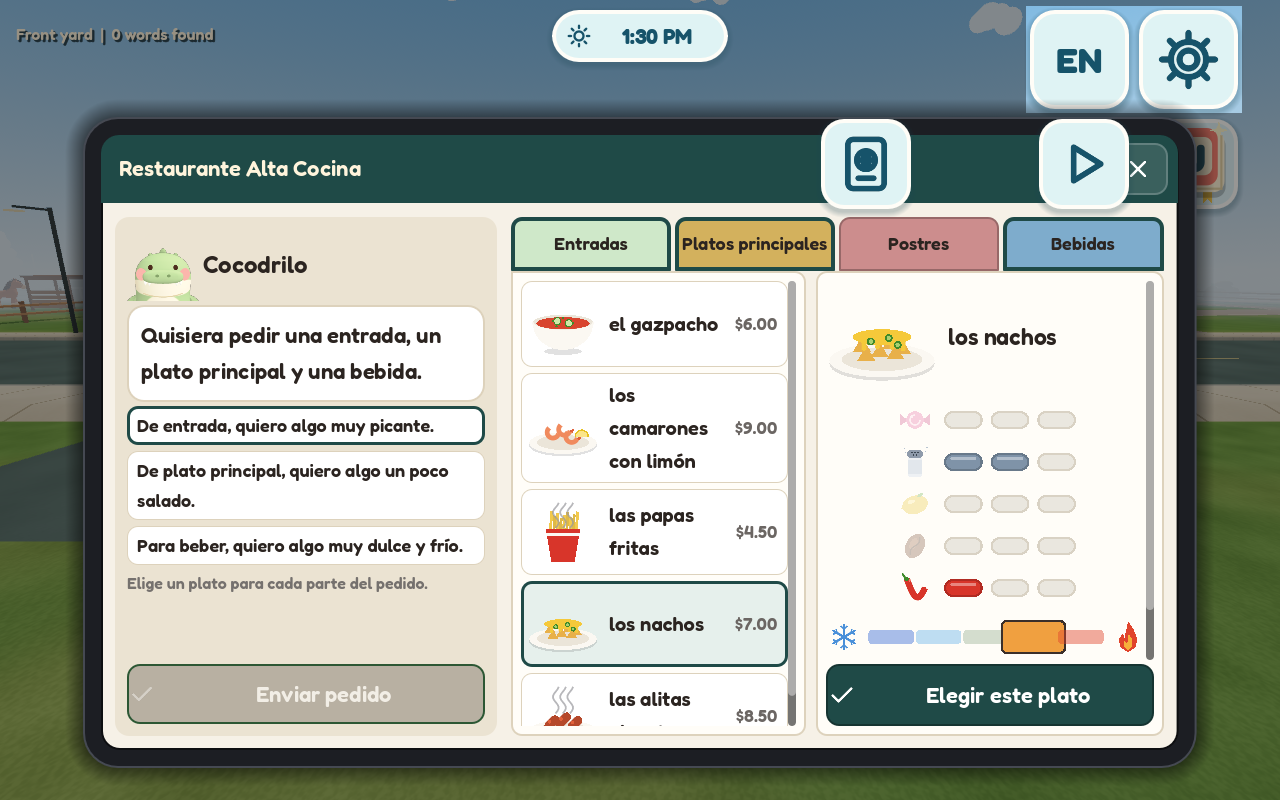 Front yard | 0 words found
1:30 PM
EN
Restaurante Alta Cocina
Cocodrilo
Quisiera pedir una entrada, un
plato principal y una bebida.
De entrada, quiero algo muy picante.
De plato principal, quiero algo un poco
salado.
Para beber, quiero algo muy dulce y frío.
Elige un plato para cada parte del pedido.
Enviar pedido
Entradas
Platos principales
Postres
Bebidas
el gazpacho
$6.00
los
camarones
con limón
$9.00
las papas
fritas
$4.50
los nachos
$7.00
las alitas
$8.50
los nachos
Elegir este plato